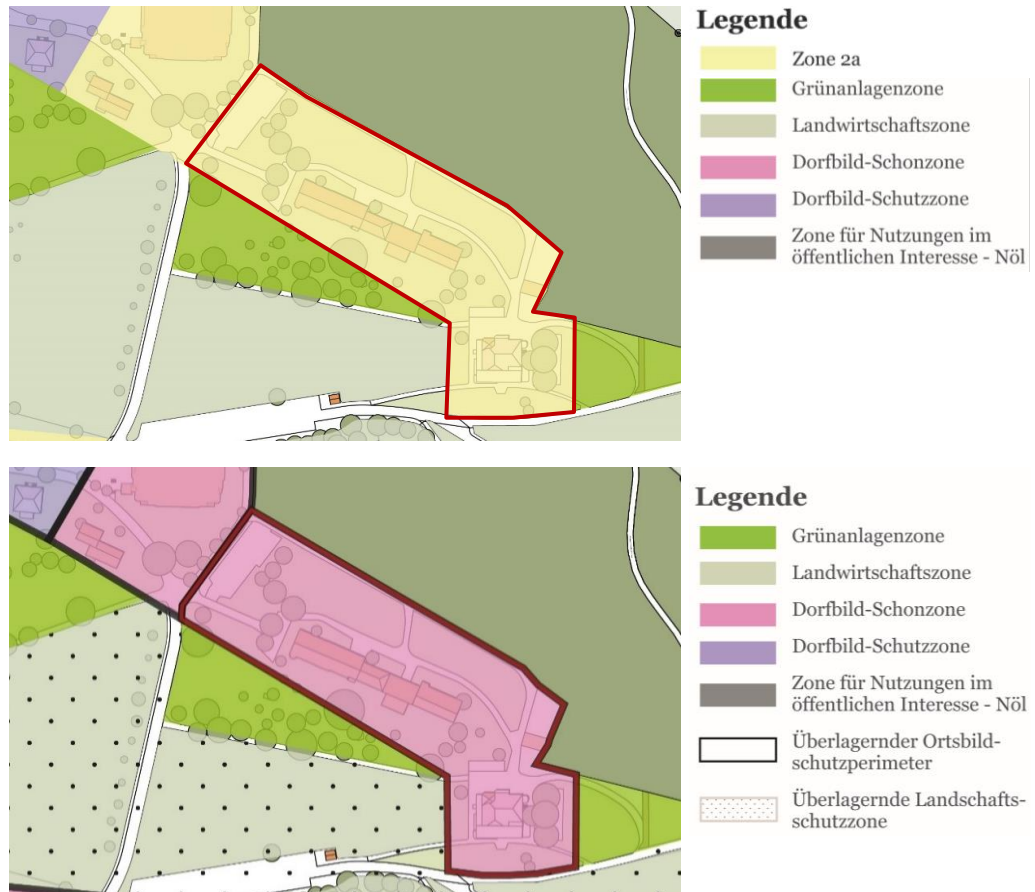 Legende
Zone 2a
Grünanlagenzone
Landwirtschaftszone
Dorfbild-Schonzone
Dorfbild-Schutzzone
Zone für Nutzungen im
öffentlichen Interesse - Nöl
Legende
Grünanlagenzone
Landwirtschaftszone
Dorfbild-Schonzone
Dorfbild-Schutzzone
Zone für Nutzungen im
öffentlichen Interesse - Nöl
Überlagernder Ortsbild-
schutzperimeter
Überlagernde Landschafts-
schutzzone